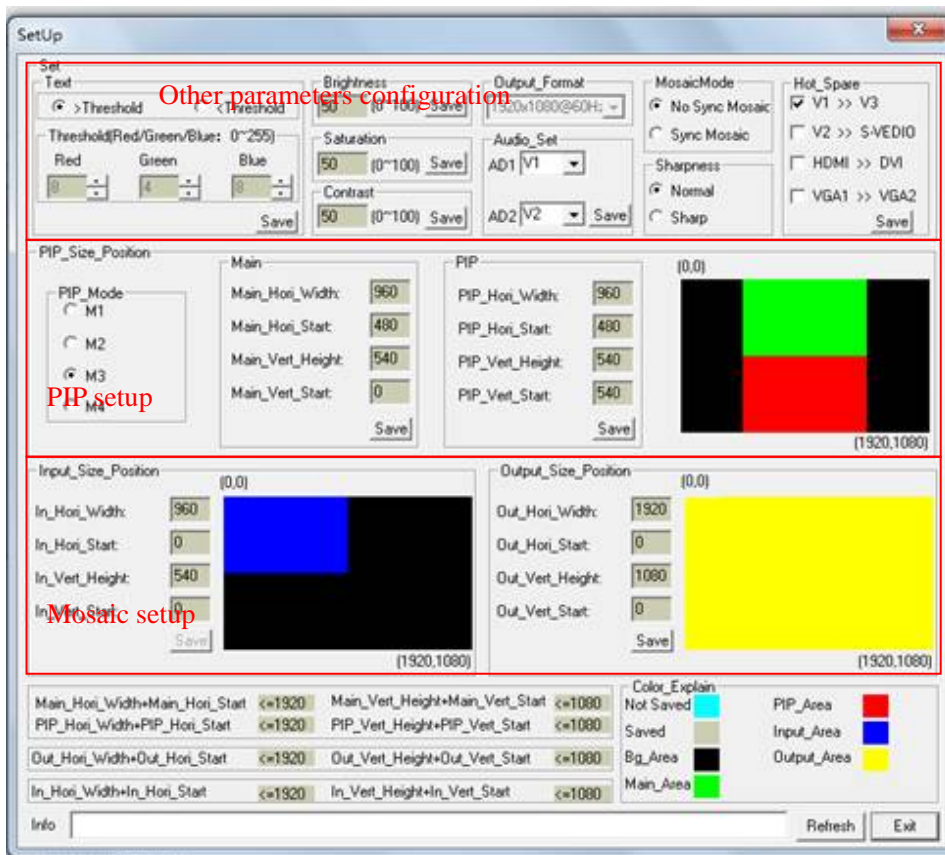 SetUp
Set
Text
>Threshold <Threshold
Other parameters configuration
Threshold(Red/Green/Blue: 0~255)
Red Green Blue
8 4 8
Save
Brightness
50 (0~100) Save
Saturation
50 (0~100) Save
Contrast
50 (0~100) Save
Output_Format
1920x1080@60Hz
Audio_Set
AD1 V1
AD2 V2 Save
MosaicMode
No Sync Mosaic
Sync Mosaic
Sharpness
Normal
Sharp
Hot_Spare
V1 >> V3
V2 >> S-VEDIO
HDMI >> DVI
VGA1 >> VGA2
Save
PIP_Size_Position
PIP_Mode
M1
M2
M3
M4
PIP setup
Main
Main_Hori_Width: 960
Main_Hori_Start: 480
Main_Vert_Height: 540
Main_Vert_Start: 0
Save
PIP
PIP_Hori_Width: 960
PIP_Hori_Start: 480
PIP_Vert_Height: 540
PIP_Vert_Start: 540
Save
(0,0)
(1920,1080)
Input_Size_Position
In_Hori_Width: 960
In_Hori_Start: 0
In_Vert_Height: 540
In_Vert_Start: 0
Mosaic setup
Save
(0,0)
(1920,1080)
Output_Size_Position
Out_Hori_Width: 1920
Out_Hori_Start: 0
Out_Vert_Height: 1080
Out_Vert_Start: 0
Save
(0,0)
(1920,1080)
Main_Hori_Width+Main_Hori_Start <=1920 Main_Vert_Height+Main_Vert_Start <=1080
PIP_Hori_Width+PIP_Hori_Start <=1920 PIP_Vert_Height+PIP_Vert_Start <=1080
Out_Hori_Width+Out_Hori_Start <=1920 Out_Vert_Height+Out_Vert_Start <=1080
In_Hori_Width+In_Hori_Start <=1920 In_Vert_Height+In_Vert_Start <=1080
Color_Explain
Not Saved PIP_Area
Saved Input_Area
Bg_Area Output_Area
Main_Area
Info Refresh Exit